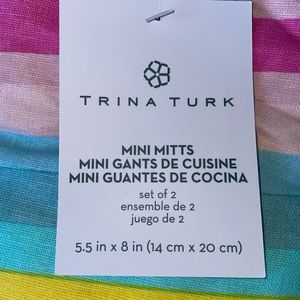 TRINA TURK
MINI MITTS
MINI GANTS DE CUISINE
MINI GUANTES DE COCINA
set of 2
ensemble de 2
juego de 2
5.5 in x 8 in (14 cm x 20 cm)